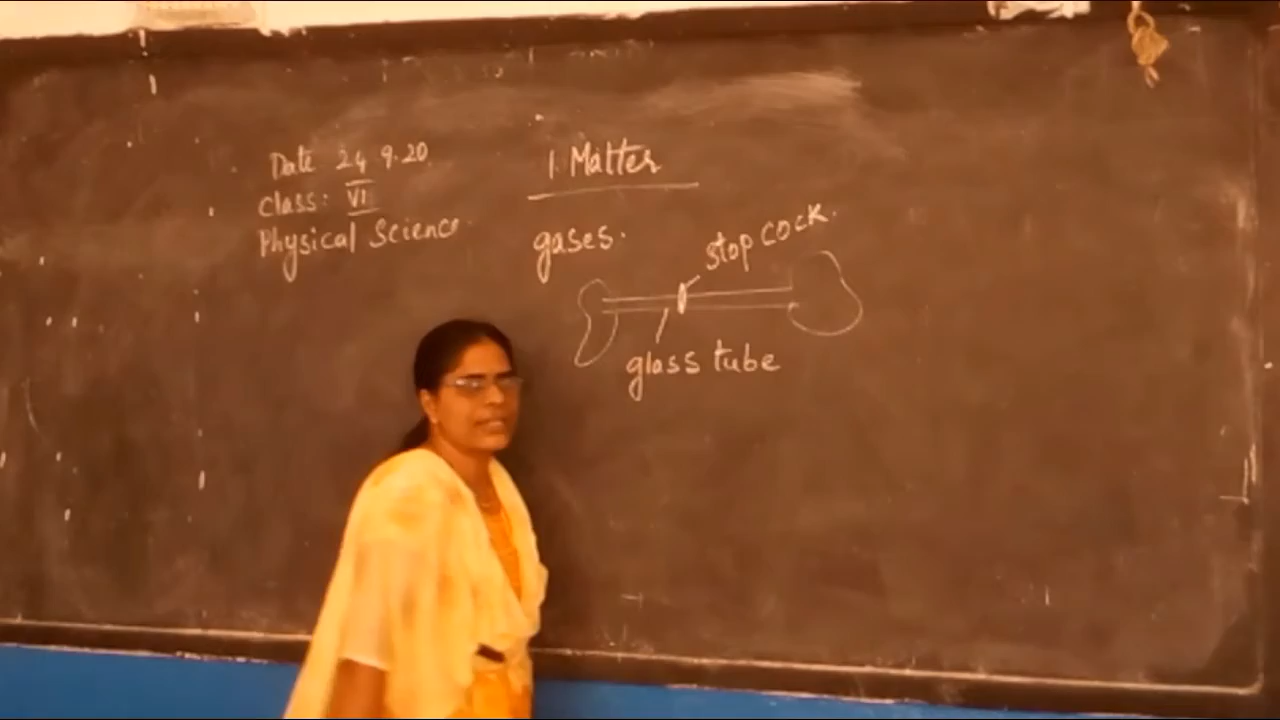 Date 24 9.20
Class: VI
Physical Science
1. Matter
gases.
stop cock.
glass tube